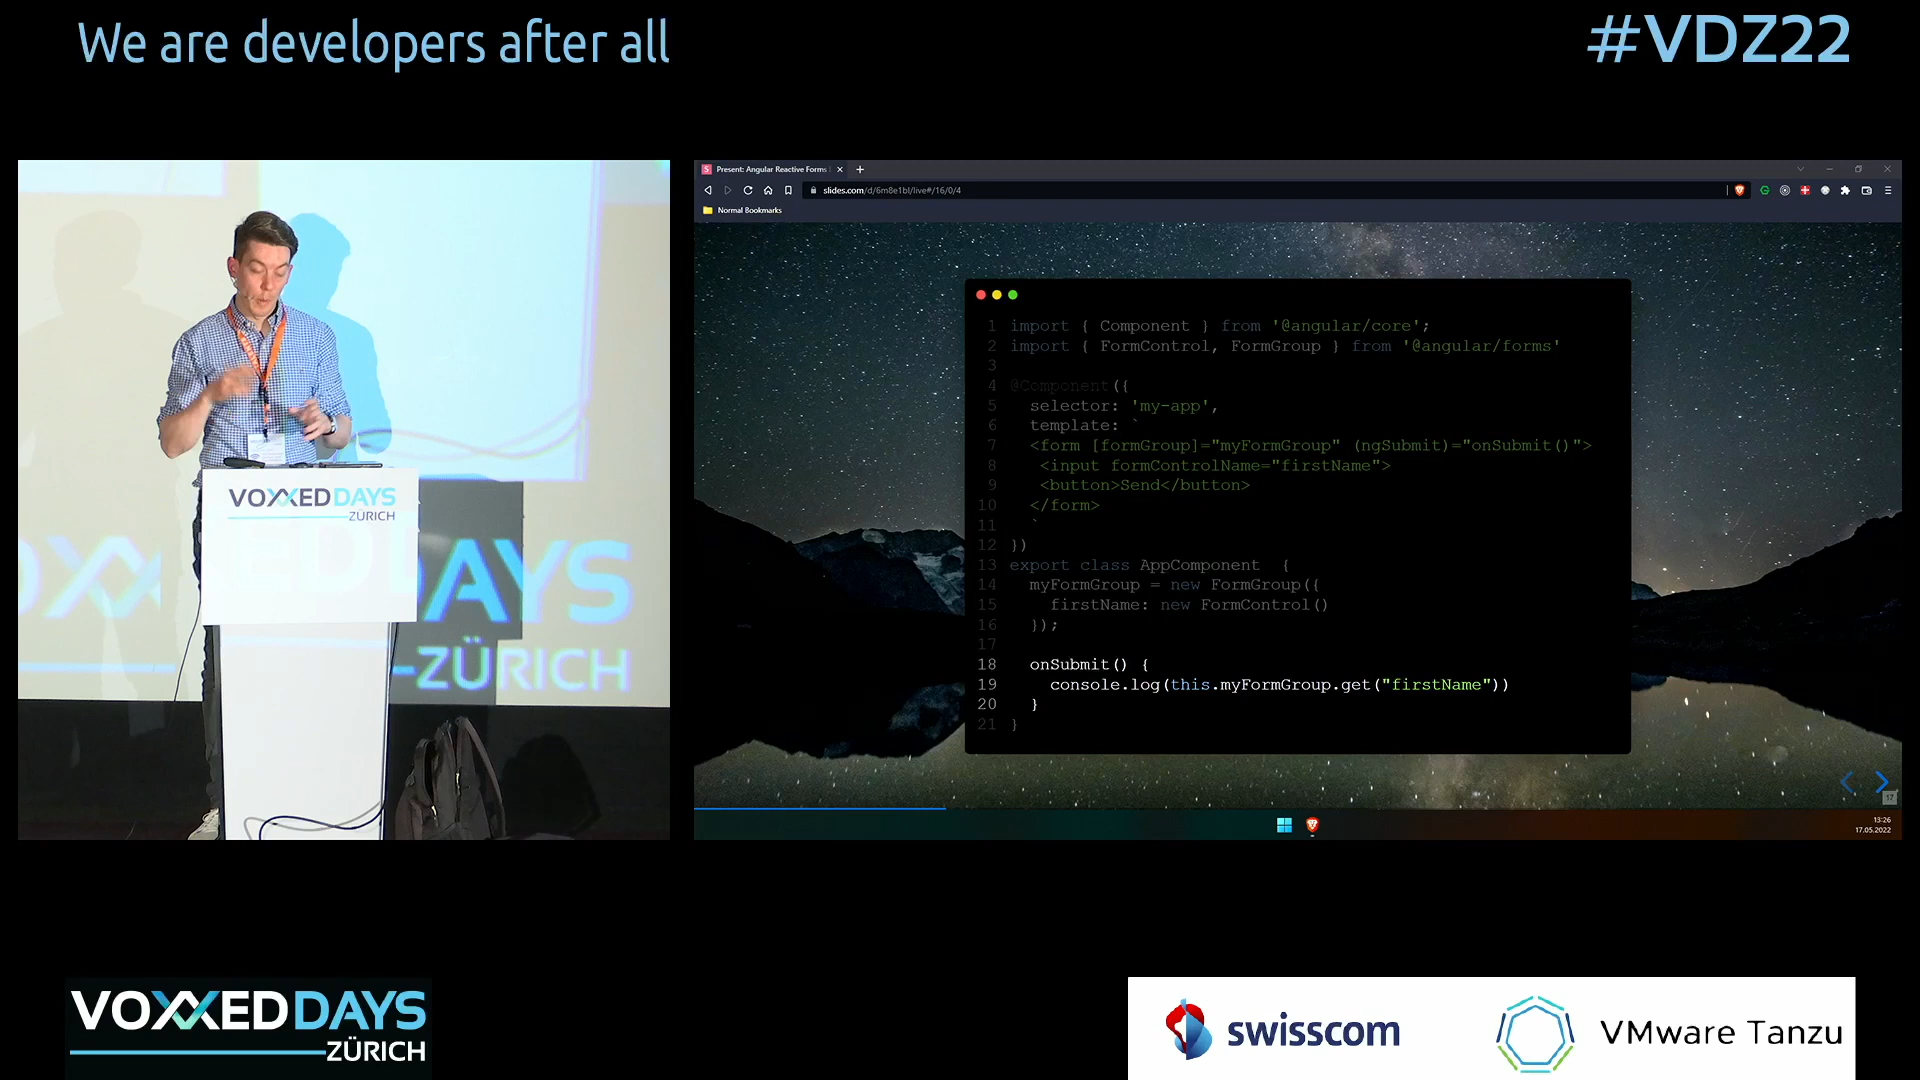 We are developers after all
#VDZ22
Present: Angular Reactive Forms
slides.com/d/6m8e1bl/live#/16/0/4
Normal Bookmarks
1 import { Component } from '@angular/core';
2 import { FormControl, FormGroup } from '@angular/forms'
3
4 @Component({
5 selector: 'my-app',
6 template: `
7 <form [formGroup]="myFormGroup" (ngSubmit)="onSubmit()">
8 <input formControlName="firstName">
9 <button>Send</button>
10 </form>
11 `
12 })
13 export class AppComponent {
14 myFormGroup = new FormGroup({
15 firstName: new FormControl()
16 });
17
18 onSubmit() {
19 console.log(this.myFormGroup.get("firstName"))
20 }
21 }
17
13:26
17.05.2022
VOXXED DAYS
ZÜRICH
DAYS
ZÜRICH
VOXXED DAYS
ZÜRICH
swisscom
VMware Tanzu